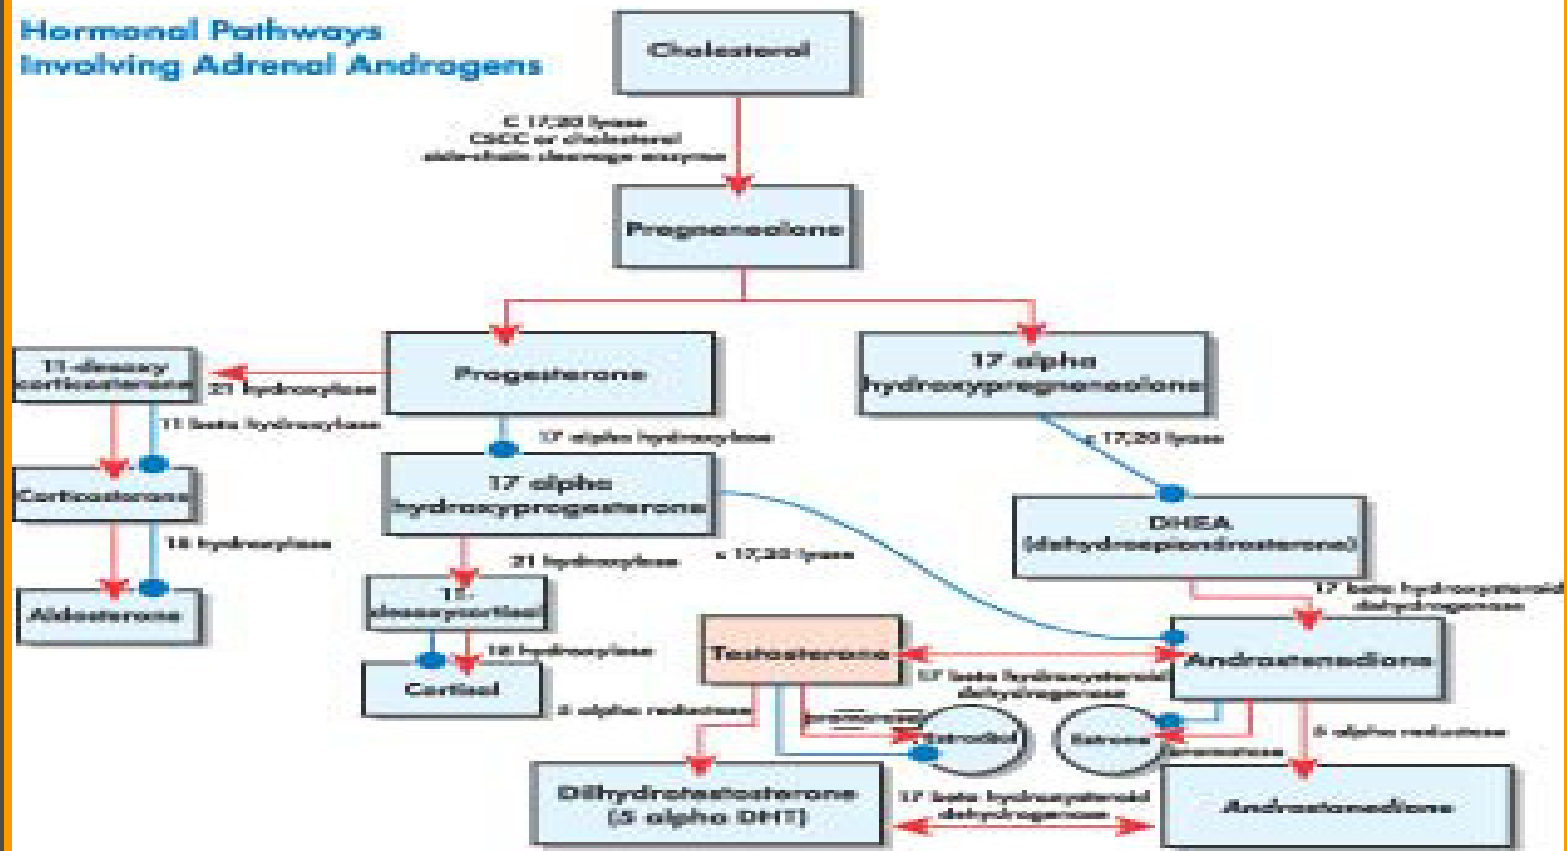 Hormonal Pathways
Involving Adrenal Androgens
Cholesterol
C 17,20 lyase
CSCC or cholesterol
side-chain cleavage enzyme
Pregnenolone
11-deoxy
corticosterone
21 hydroxylase
Progesterone
17 alpha
hydroxypregnenolone
11 beta hydroxylase
17 alpha hydroxylase
c 17,20 lyase
Corticosterone
17 alpha
hydroxyprogesterone
DHEA
(dehydroepiandrosterone)
18 hydroxylase
21 hydroxylase
c 17,20 lyase
Aldosterone
deoxycortisol
17 beta hydroxysteroid
dehydrogenase
18 hydroxylase
Testosterone
Androstenedione
Cortisol
17 beta hydroxysteroid
dehydrogenase
5 alpha reductase
Estradiol
Estrone
5 alpha reductase
aromatase
Dilhydrotestosterone
(5 alpha DHT)
17 beta hydroxysteroid
dehydrogenase
Androstanedione